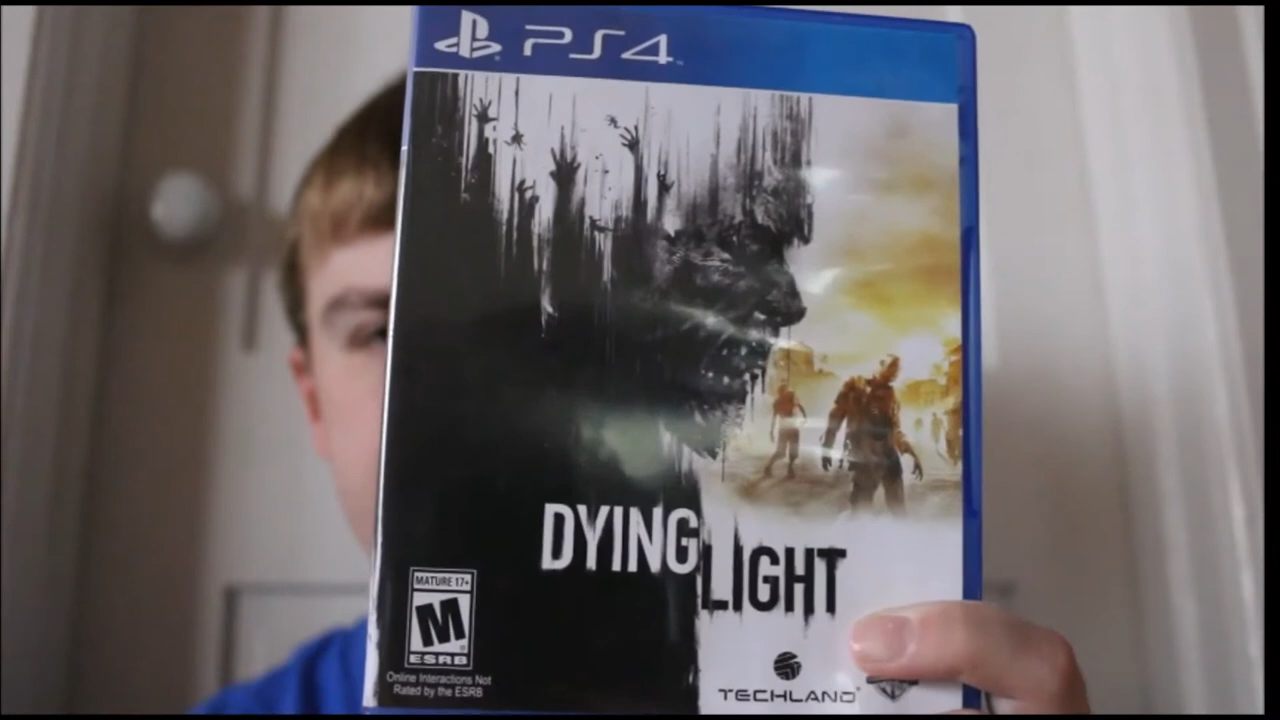 PS4
DYING LIGHT
MATURE 17+
M
ESRB
Online Interactions Not
Rated by the ESRB
TECHLAND